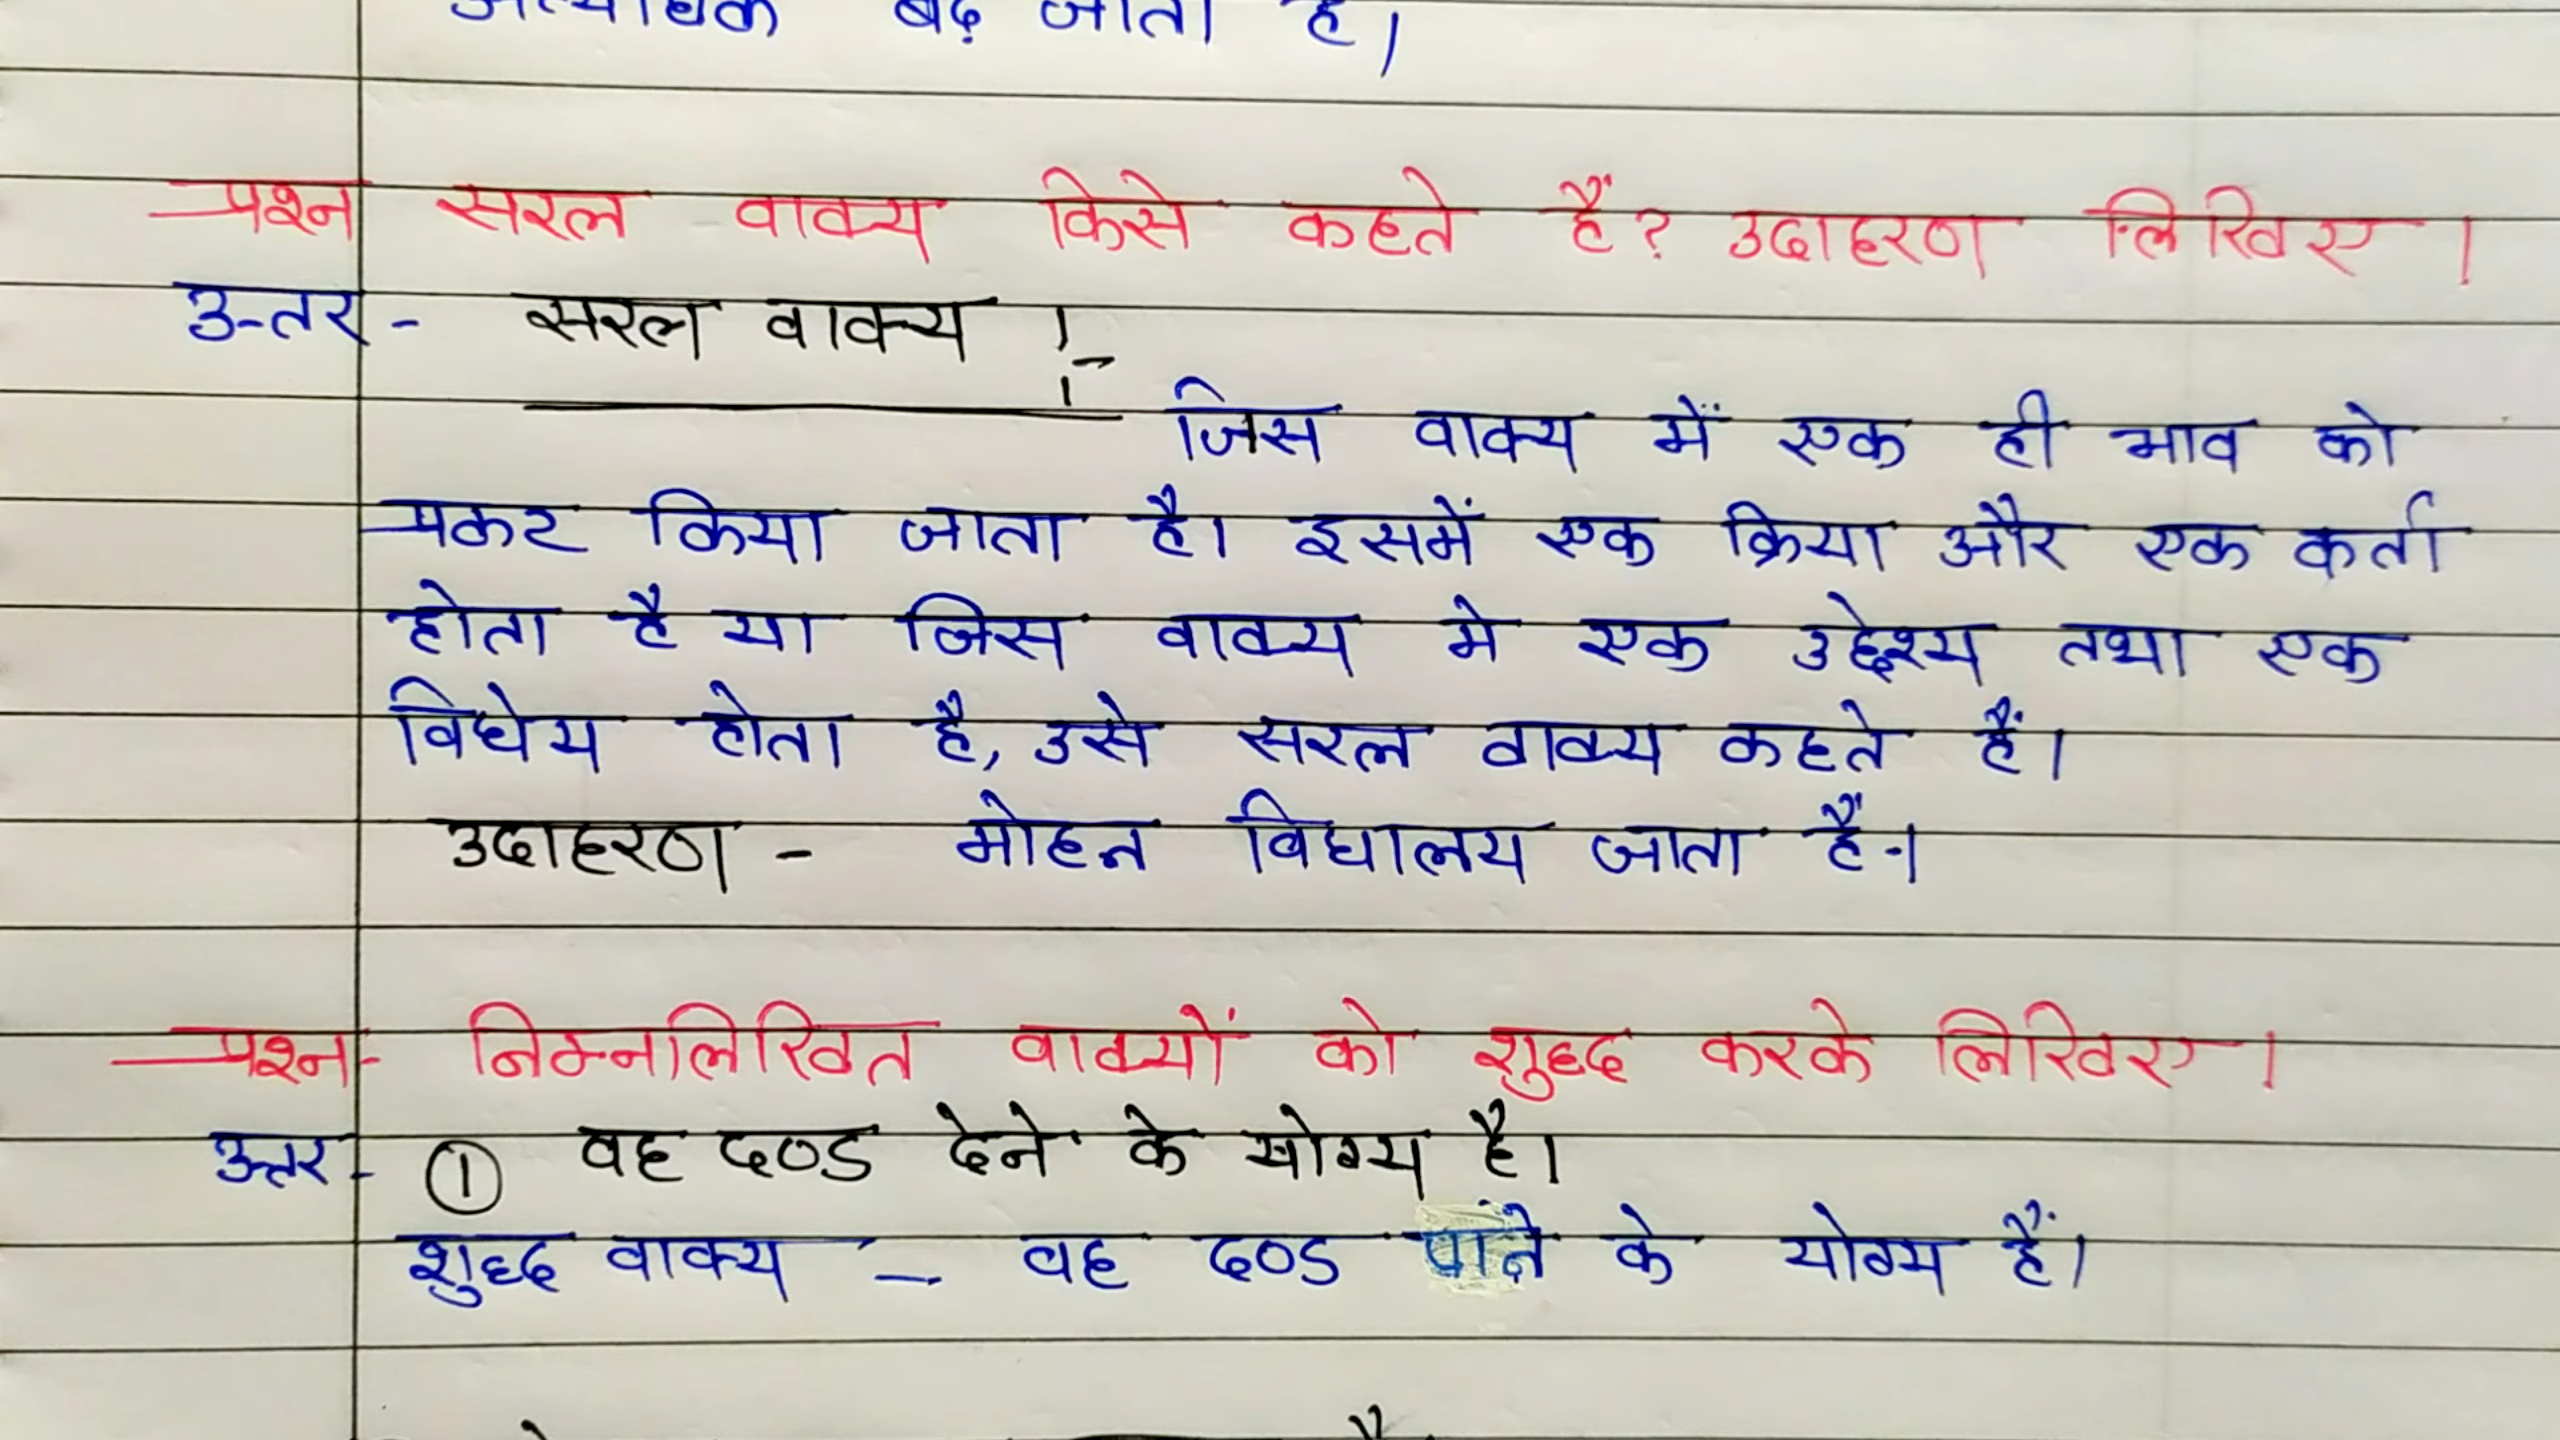 बढ़ जाता है।
प्रश्न सरल वाक्य किसे कहते हैं? उदाहरण लिखिए ।
उत्तर - सरल वाक्य :-
जिस वाक्य में एक ही भाव को
प्रकट किया जाता है। इसमें एक क्रिया और एक कर्ता
होता है या जिस वाक्य मे एक उद्देश्य तथा एक
विधेय होता है, उसे सरल वाक्य कहते हैं।
उदाहरण - मोहन विद्यालय जाता है।
प्रश्न- निम्नलिखित वाक्यों को शुद्ध करके लिखिए ।
उत्तर- ① वह दण्ड देने के योग्य है।
शुद्ध वाक्य - वह दण्ड पाने के योग्य हैं।